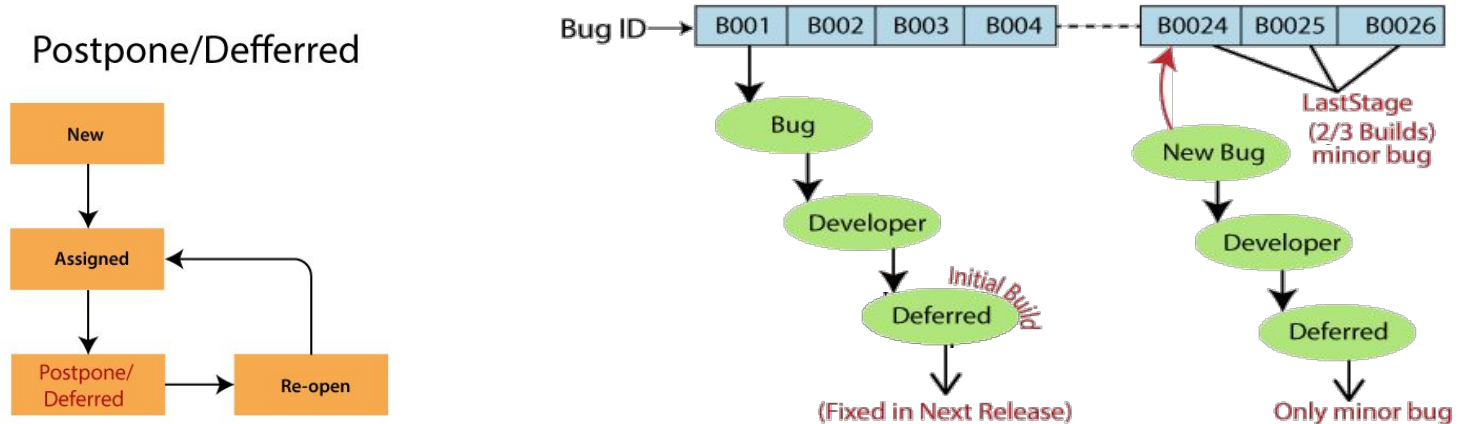 Postpone/Defferred
New
Assigned
Postpone/
Deferred
Re-open
Bug ID
B001 B002 B003 B004 B0024 B0025 B0026
Bug
Developer
Deferred
Initial Build
(Fixed in Next Release)
LastStage
(2/3 Builds)
minor bug
New Bug
Developer
Deferred
Only minor bug